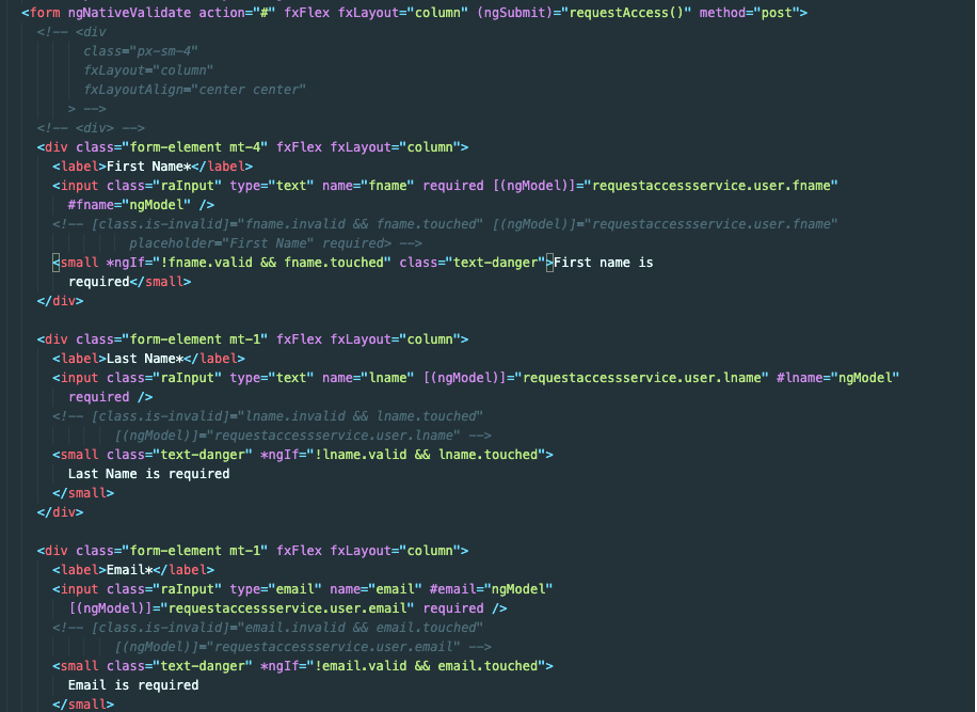 <form ngNativeValidate action="#" fxFlex fxLayout="column" (ngSubmit)="requestAccess()" method="post">
<!-- <div
class="px-sm-4"
fxLayout="column"
fxLayoutAlign="center center"
> -->
<!-- <div> -->
<div class="form-element mt-4" fxFlex fxLayout="column">
<label>First Name*</label>
<input class="raInput" type="text" name="fname" required [(ngModel)]="requestaccessservice.user.fname"
#fname="ngModel" />
<!-- [class.is-invalid]="fname.invalid && fname.touched" [(ngModel)]="requestaccessservice.user.fname"
placeholder="First Name" required> -->
<small *ngIf="!fname.valid && fname.touched" class="text-danger">First name is
required</small>
</div>
<div class="form-element mt-1" fxFlex fxLayout="column">
<label>Last Name*</label>
<input class="raInput" type="text" name="lname" [(ngModel)]="requestaccessservice.user.lname" #lname="ngModel"
required />
<!-- [class.is-invalid]="lname.invalid && lname.touched"
[(ngModel)]="requestaccessservice.user.lname" -->
<small class="text-danger" *ngIf="!lname.valid && lname.touched">
Last Name is required
</small>
</div>
<div class="form-element mt-1" fxFlex fxLayout="column">
<label>Email*</label>
<input class="raInput" type="email" name="email" #email="ngModel"
[(ngModel)]="requestaccessservice.user.email" required />
<!-- [class.is-invalid]="email.invalid && email.touched"
[(ngModel)]="requestaccessservice.user.email" -->
<small class="text-danger" *ngIf="!email.valid && email.touched">
Email is required
</small>